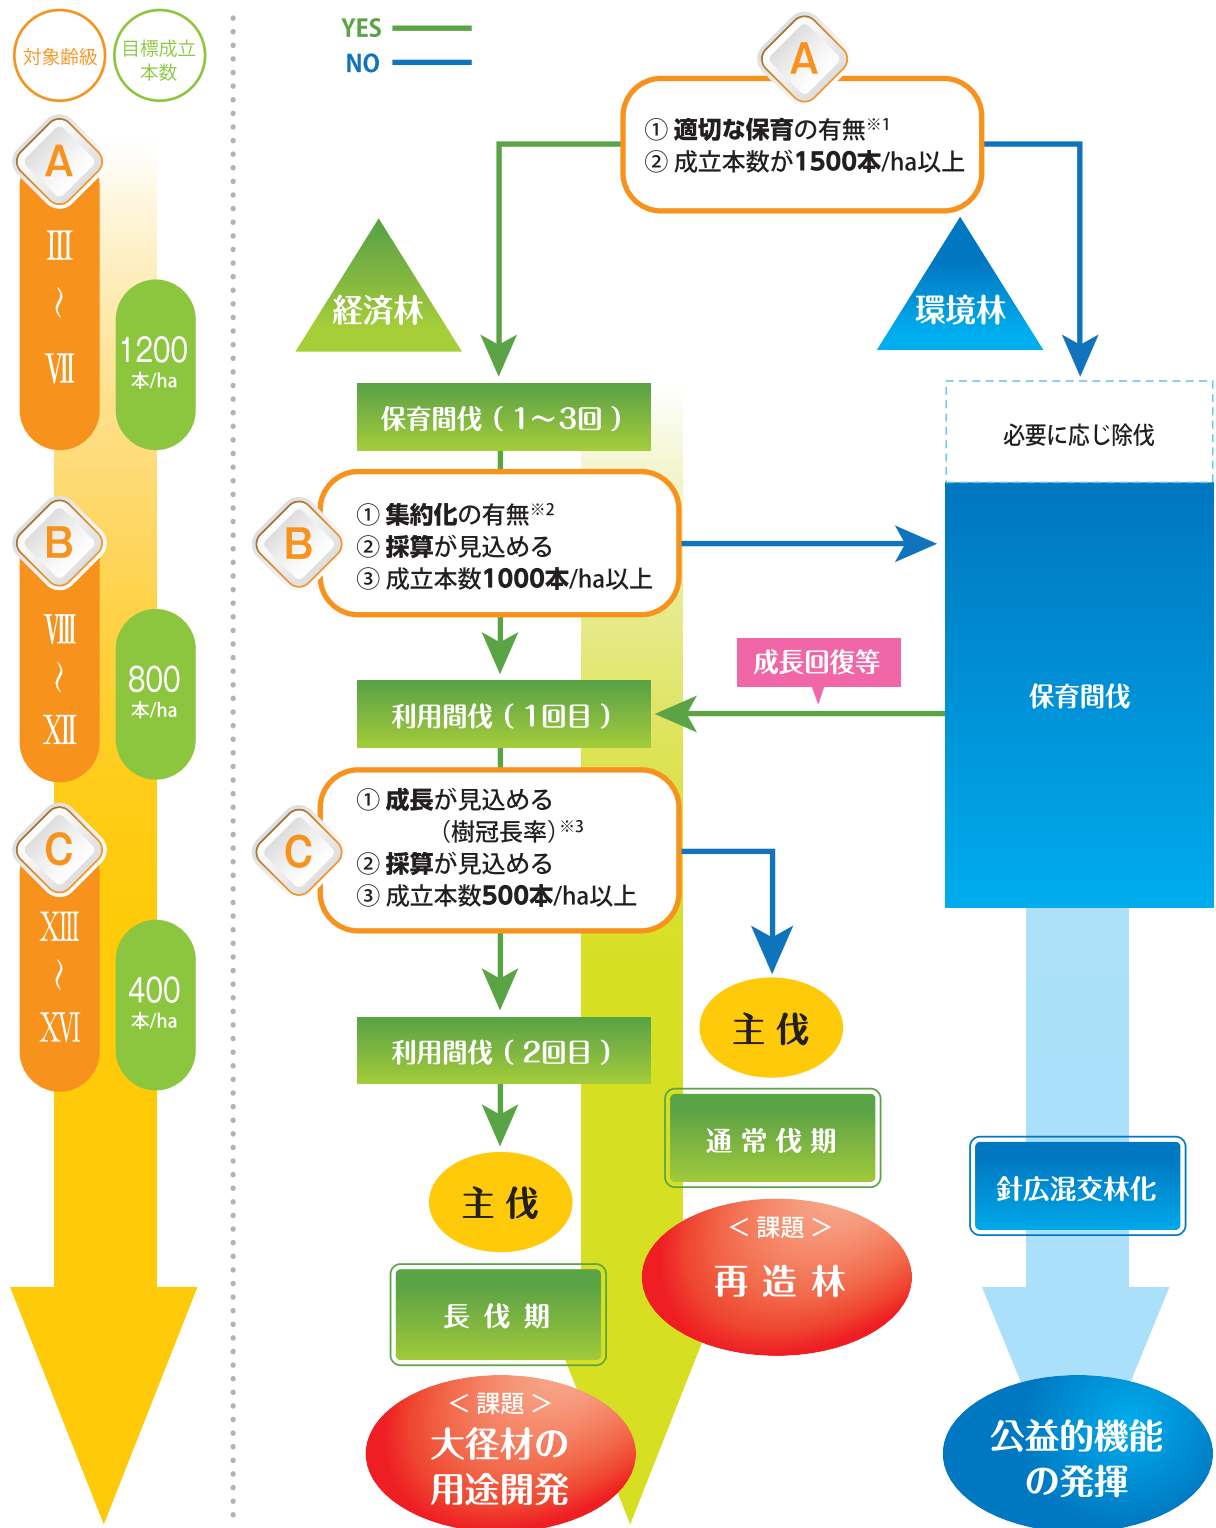 対象齢級
目標成立
本数
A
Ⅲ
〜
Ⅶ
1200
本/ha
B
Ⅷ
〜
Ⅻ
800
本/ha
C
XⅢ
〜
XⅥ
400
本/ha
YES
NO
A
① 適切な保育の有無※1
② 成立本数が1500本/ha以上
経済林
環境林
保育間伐(1〜3回)
必要に応じ除伐
B
① 集約化の有無※2
② 採算が見込める
③ 成立本数1000本/ha以上
成長回復等
保育間伐
利用間伐(1回目)
C
① 成長が見込める
（樹冠長率）※3
② 採算が見込める
③ 成立本数500本/ha以上
主伐
利用間伐(2回目)
通常伐期
主伐
針広混交林化
＜課題＞
再造林
長伐期
＜課題＞
大径材の
用途開発
公益的機能
の発揮